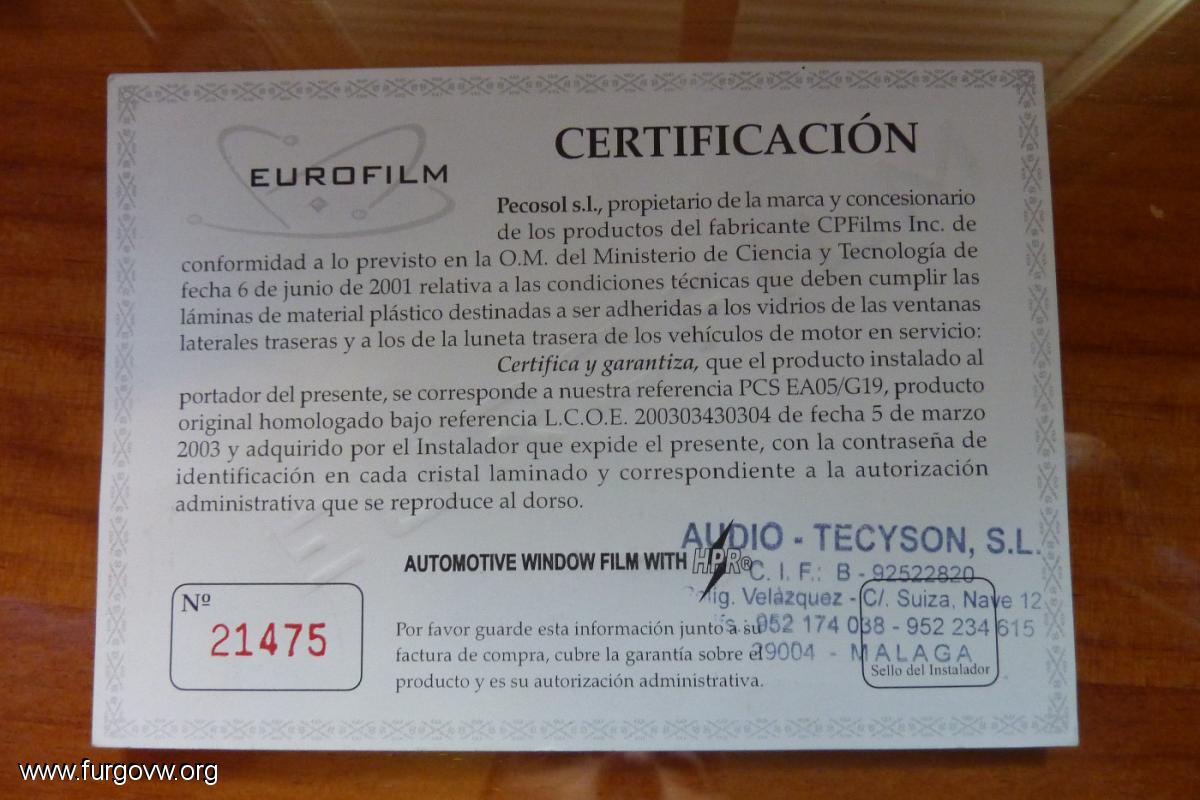 EUROFILM
CERTIFICACIÓN
Pecosol s.l., propietario de la marca y concesionario
de los productos del fabricante CPFilms Inc. de
conformidad a lo previsto en la O.M. del Ministerio de Ciencia y Tecnología de
fecha 6 de junio de 2001 relativa a las condiciones técnicas que deben cumplir las
láminas de material plástico destinadas a ser adheridas a los vidrios de las ventanas
laterales traseras y a los de la luneta trasera de los vehículos de motor en servicio:
Certifica y garantiza, que el producto instalado al
portador del presente, se corresponde a nuestra referencia PCS EA05/G19, producto
original homologado bajo referencia L.C.O.E. 200303430304 de fecha 5 de marzo
2003 y adquirido por el Instalador que expide el presente, con la contraseña de
identificación en cada cristal laminado y correspondiente a la autorización
administrativa que se reproduce al dorso.
AUTOMOTIVE WINDOW FILM WITH HPR®
AUDIO - TECYSON, S.L.
C. I. F.: B - 92522820
Velázquez - C/. Suiza, Nave 12
952 174 038 - 952 234 615
29004 - MALAGA
Nº
21475
Por favor guarde esta información junto a su
factura de compra, cubre la garantía sobre el
producto y es su autorización administrativa.
Sello del Instalador
www.furgovw.org